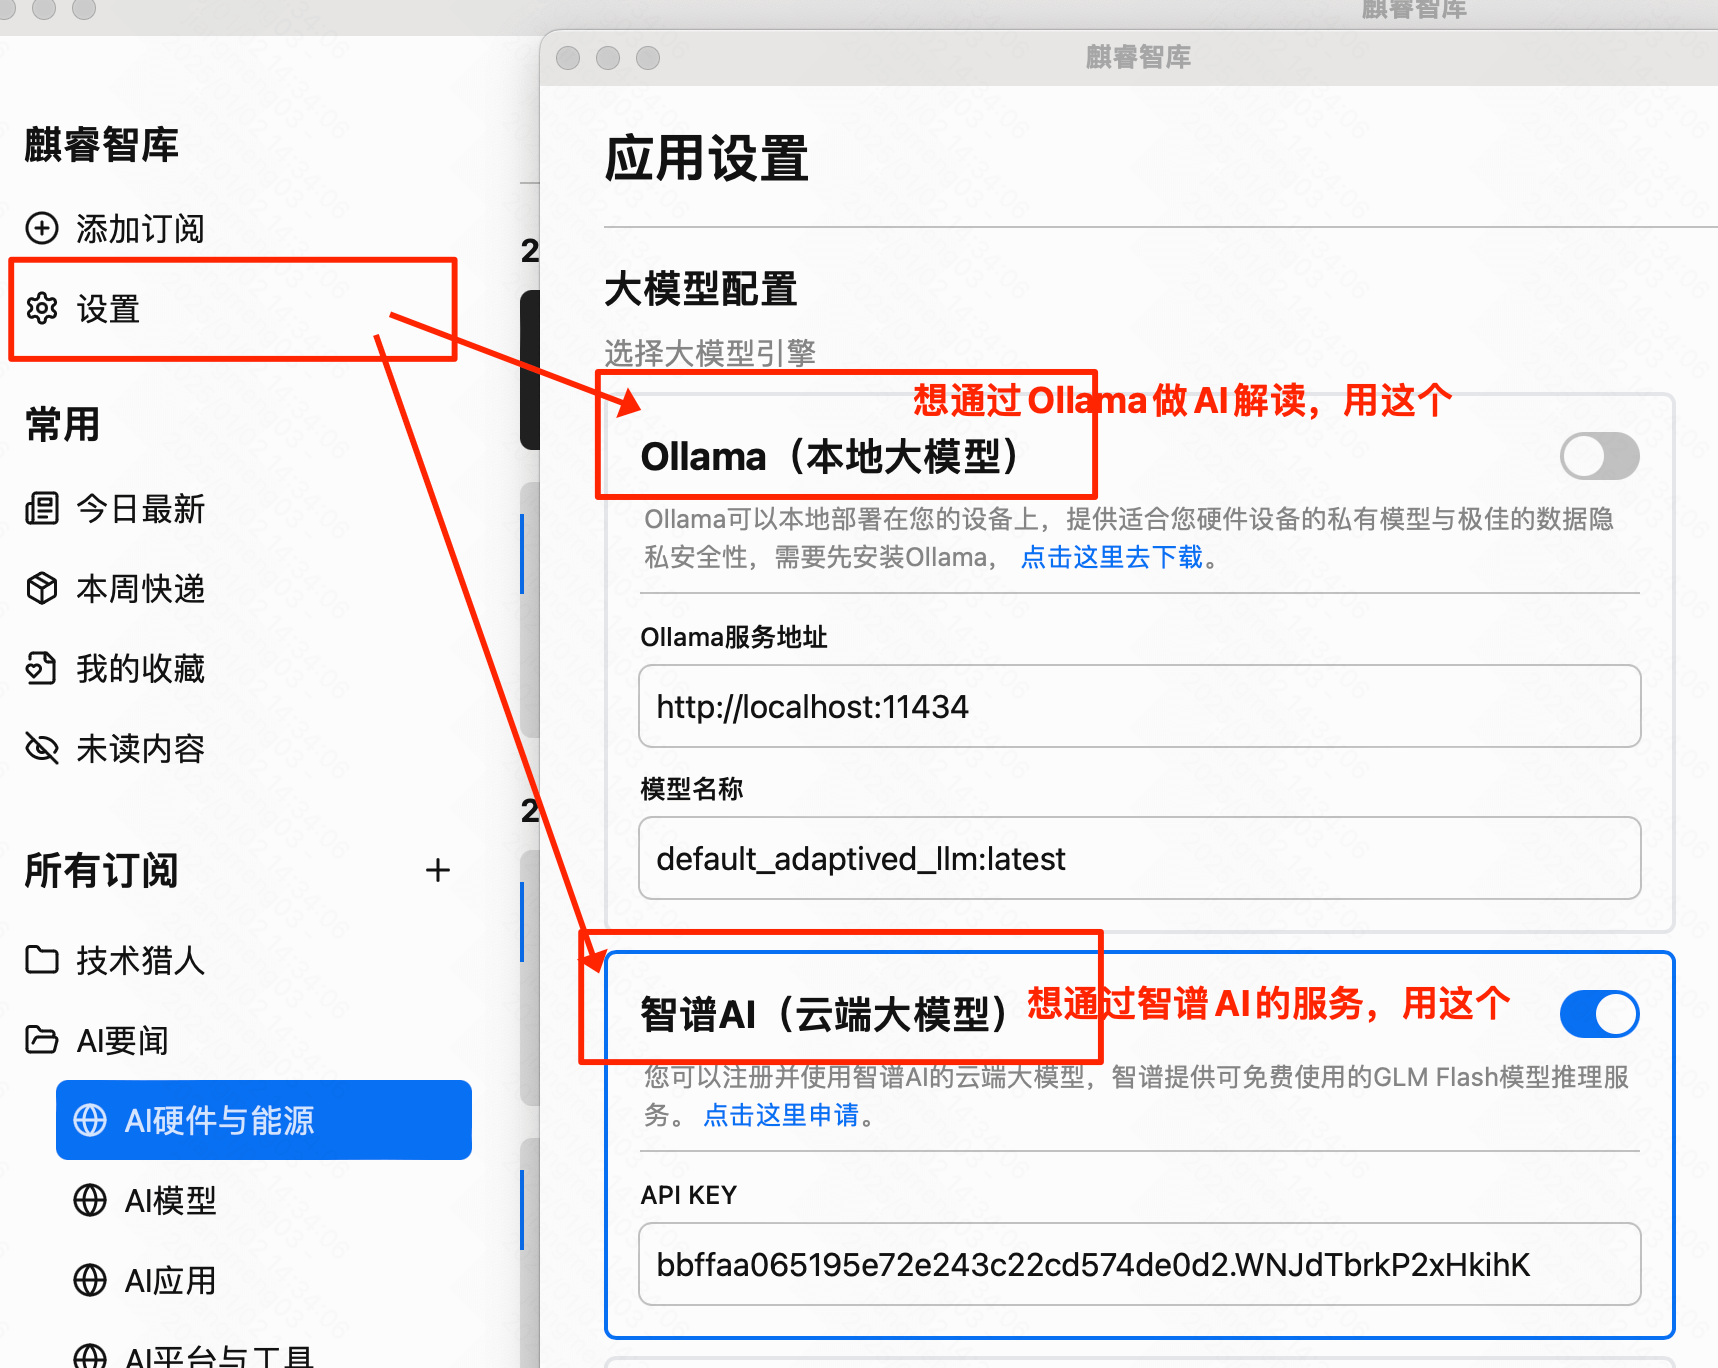 麒睿智库
麒睿智库
麒睿智库
添加订阅
设置
常用
今日最新
本周快递
我的收藏
未读内容
所有订阅
技术猎人
AI要闻
AI硬件与能源
AI模型
AI应用
AI平台与工具
2
2
应用设置
大模型配置
选择大模型引擎
想通过Ollama做AI解读，用这个
Ollama（本地大模型）
Ollama可以本地部署在您的设备上，提供适合您硬件设备的私有模型与极佳的数据隐
私安全性，需要先安装Ollama， 点击这里去下载。
Ollama服务地址
http://localhost:11434
模型名称
default_adaptived_llm:latest
智谱AI（云端大模型）
想通过智谱AI的服务，用这个
您可以注册并使用智谱AI的云端大模型，智谱提供可免费使用的GLM Flash模型推理服
务。 点击这里申请。
API KEY
bbffaa065195e72e243c22cd574de0d2.WNJdTbrkP2xHkihK